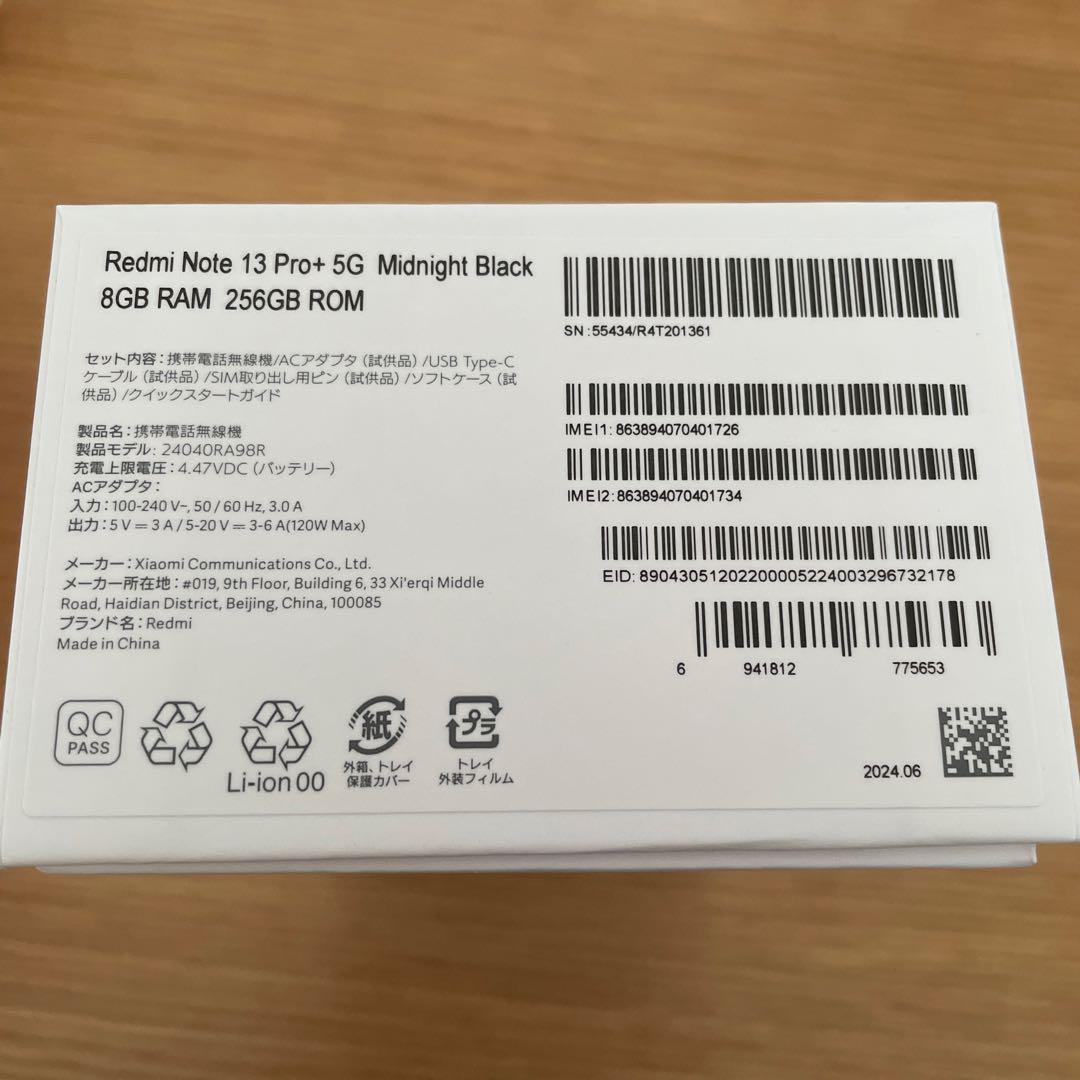 Redmi Note 13 Pro+ 5G Midnight Black
8GB RAM 256GB ROM
セット内容：携帯電話無線機/ACアダプタ（試供品）/USB Type-C
ケーブル（試供品）/SIM取り出し用ピン（試供品）/ソフトケース（試
供品）/クイックスタートガイド
製品名：携帯電話無線機
製品モデル：24040RA98R
充電上限電圧：4.47VDC（バッテリー）
ACアダプタ：
入力：100-240 V~, 50 / 60 Hz, 3.0 A
出力：5 V ⎓ 3 A / 5-20 V ⎓ 3-6 A(120W Max)
メーカー：Xiaomi Communications Co., Ltd.
メーカー所在地：#019, 9th Floor, Building 6, 33 Xi'erqi Middle
Road, Haidian District, Beijing, China, 100085
ブランド名：Redmi
Made in China
QC
PASS
Li-ion 00
紙
外箱、トレイ
保護カバー
プラ
トレイ
外装フィルム
SN:55434/R4T201361
IMEI1:863894070401726
IMEI2:863894070401734
EID: 89043051202200005224003296732178
6 941812 775653
2024.06